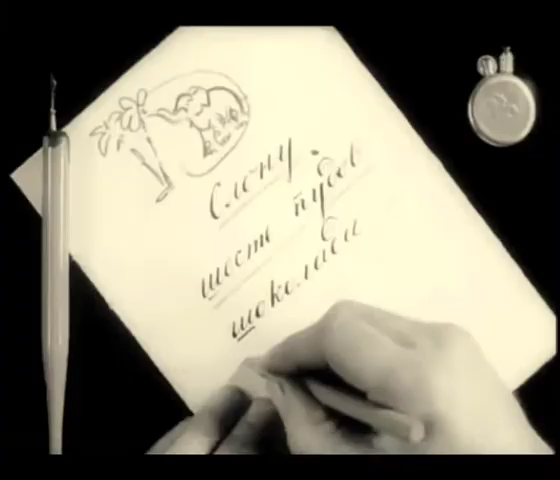 Слону
шесть пудов
шоколада